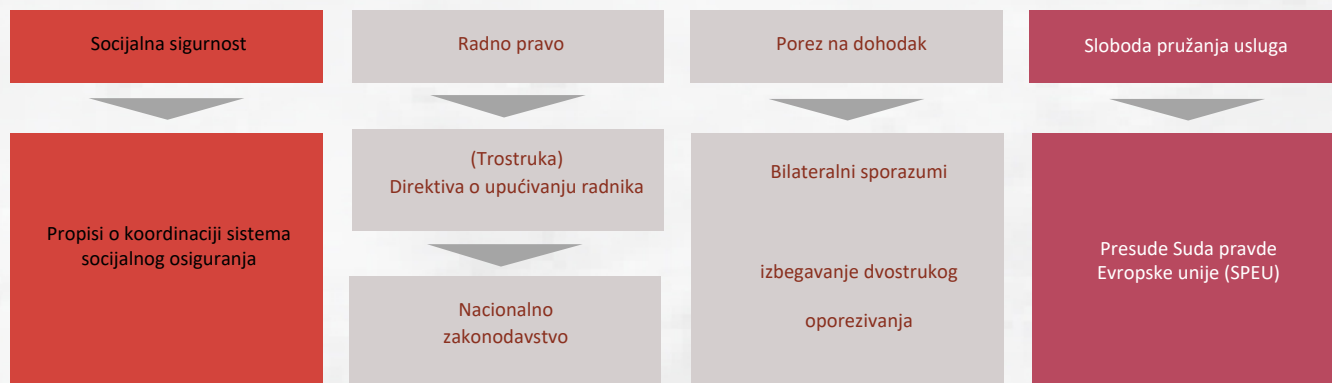 Socijalna sigurnost
Radno pravo
Porez na dohodak
Sloboda pružanja usluga
Propisi o koordinaciji sistema
socijalnog osiguranja
(Trostruka)
Direktiva o upućivanju radnika
Nacionalno
zakonodavstvo
Bilateralni sporazumi
izbegavanje dvostrukog
oporezivanja
Presude Suda pravde
Evropske unije (SPEU)